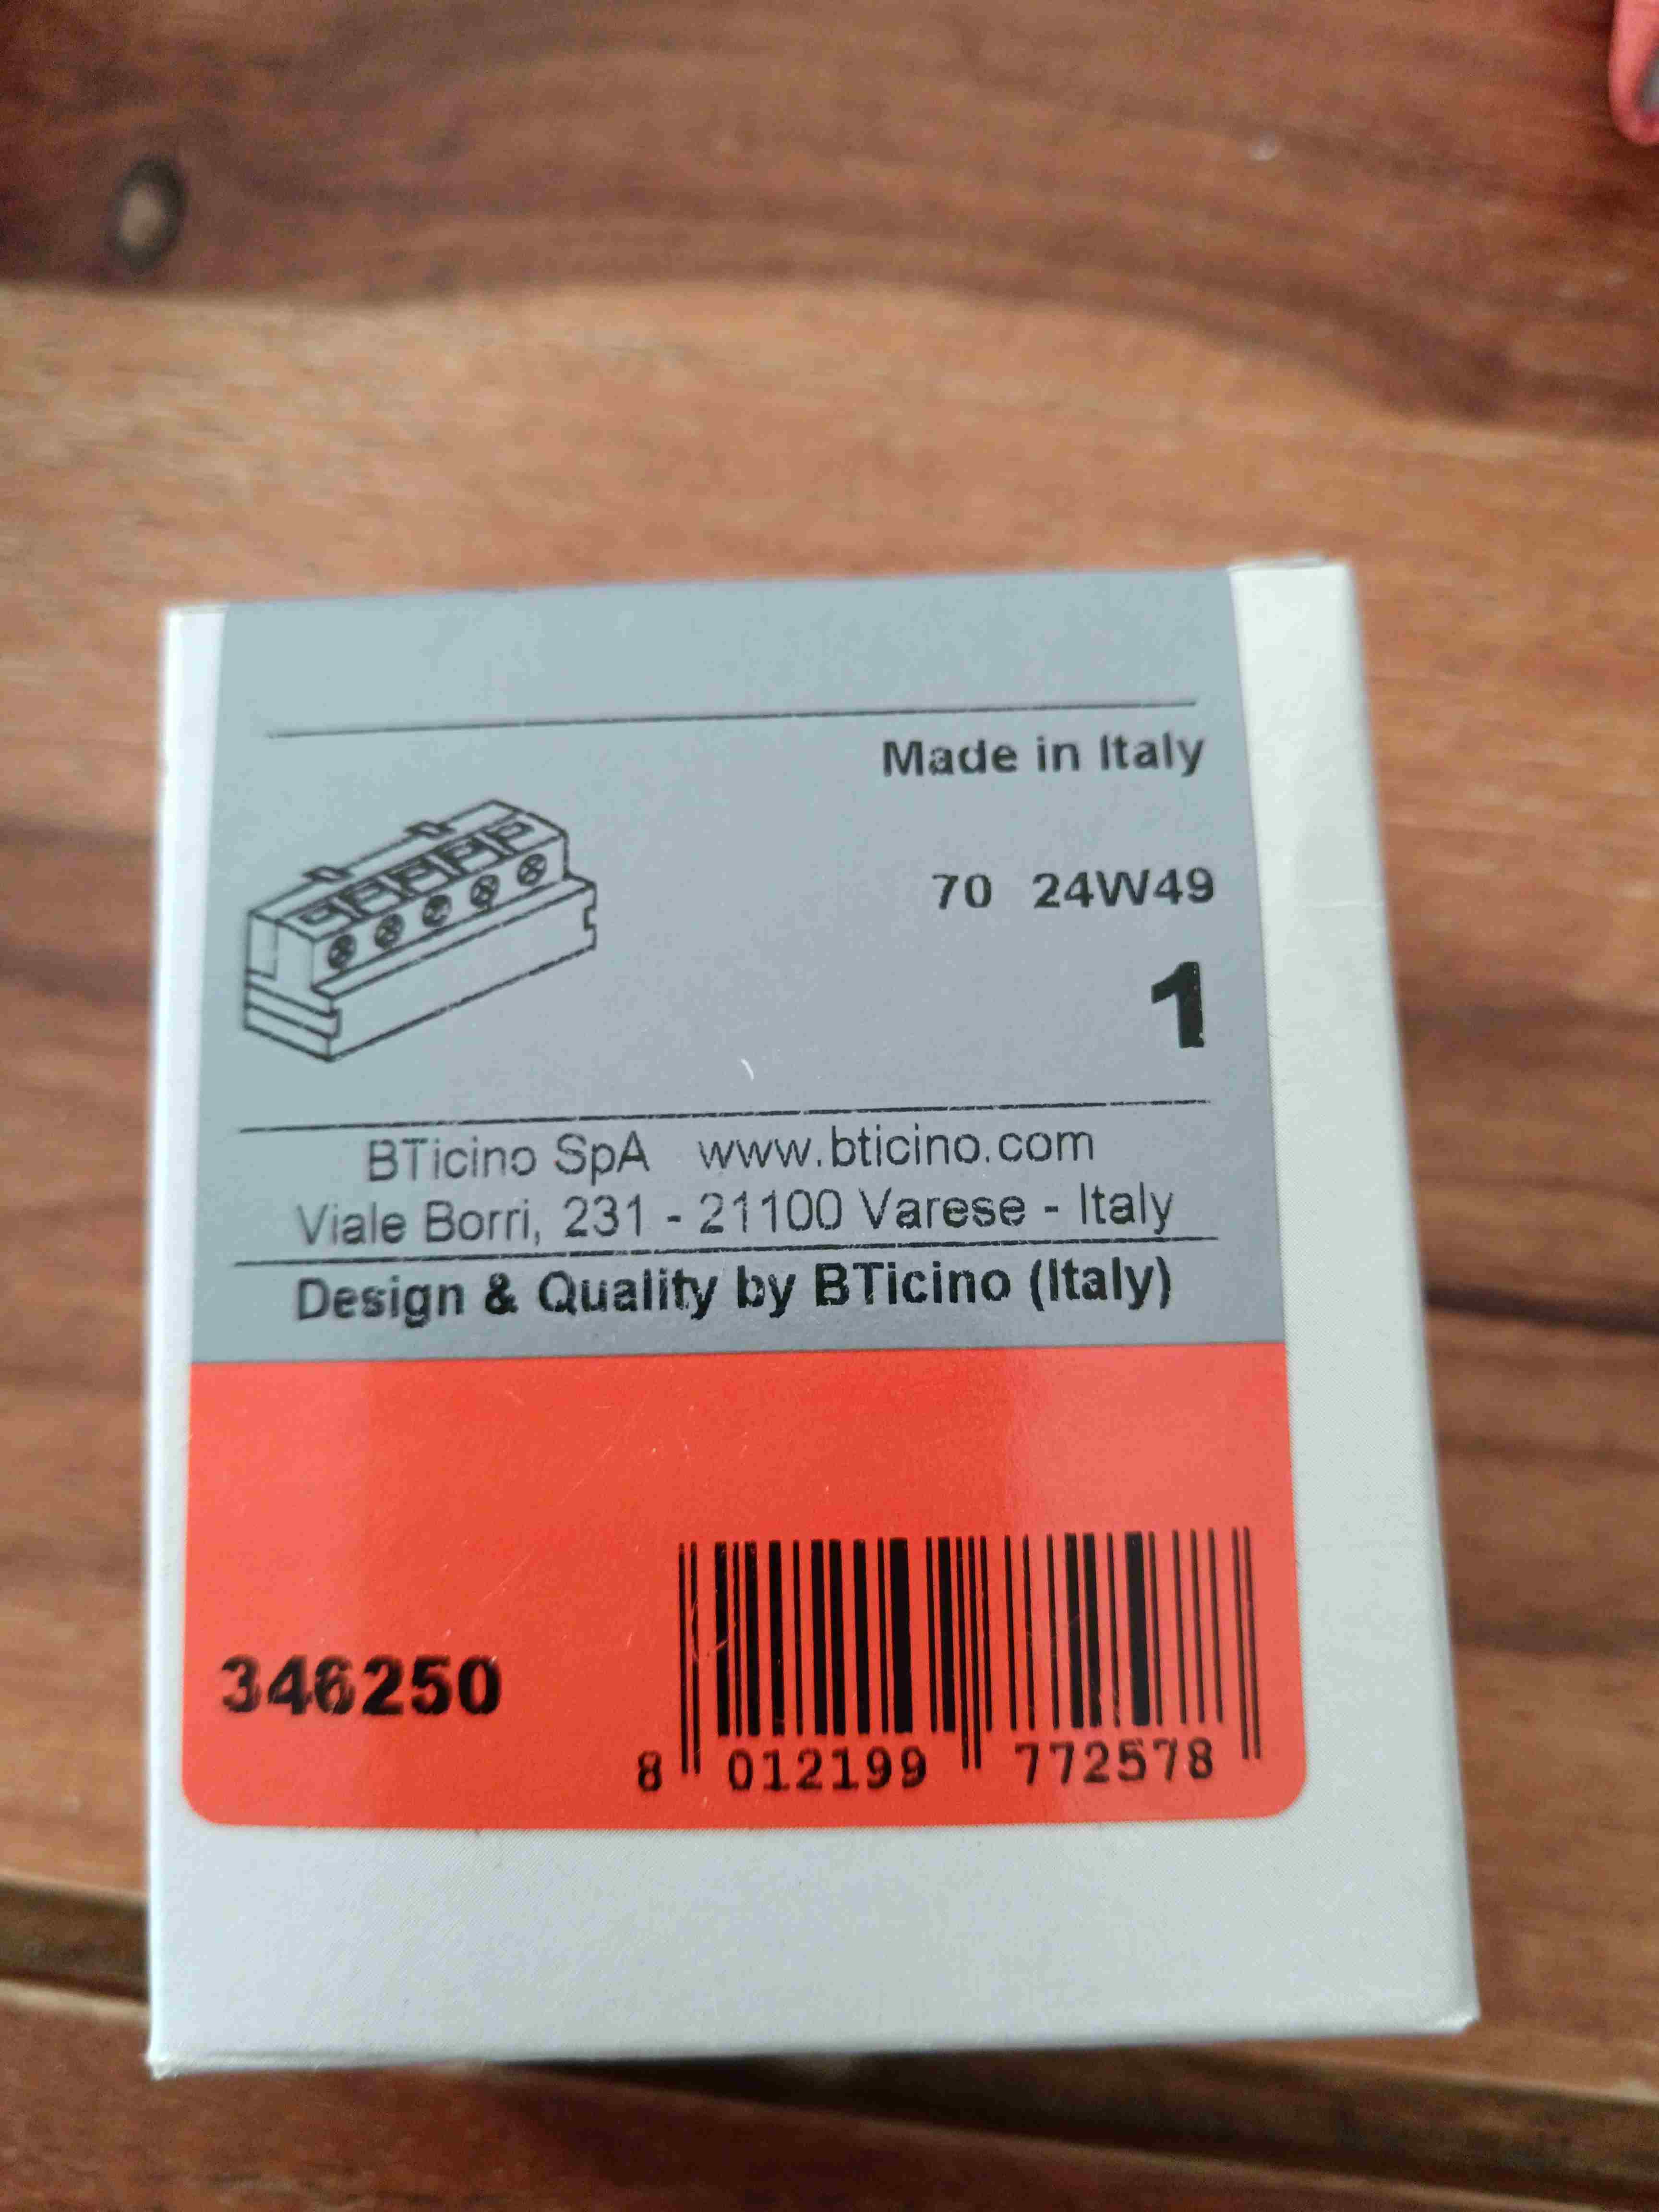 Made in Italy
70 24W49
1
BTicino SpA www.bticino.com
Viale Borri, 231 - 21100 Varese - Italy
Design & Quality by BTicino (Italy)
346250
8 012199 772578